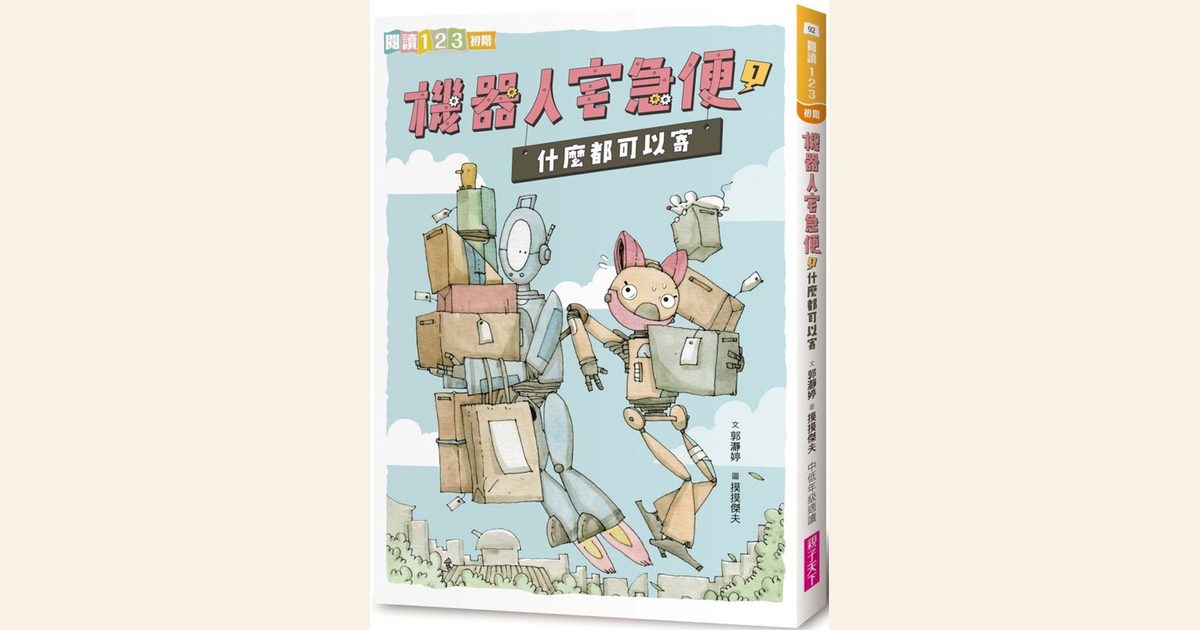 閱讀123初階
機器人宅急便1
什麼都可以寄
文 郭瀞婷
圖 摸摸傑夫
92
閱讀123
初階
機器人宅急便1
什麼都可以寄
文 郭瀞婷 圖 摸摸傑夫
中低年級適讀
親子天下